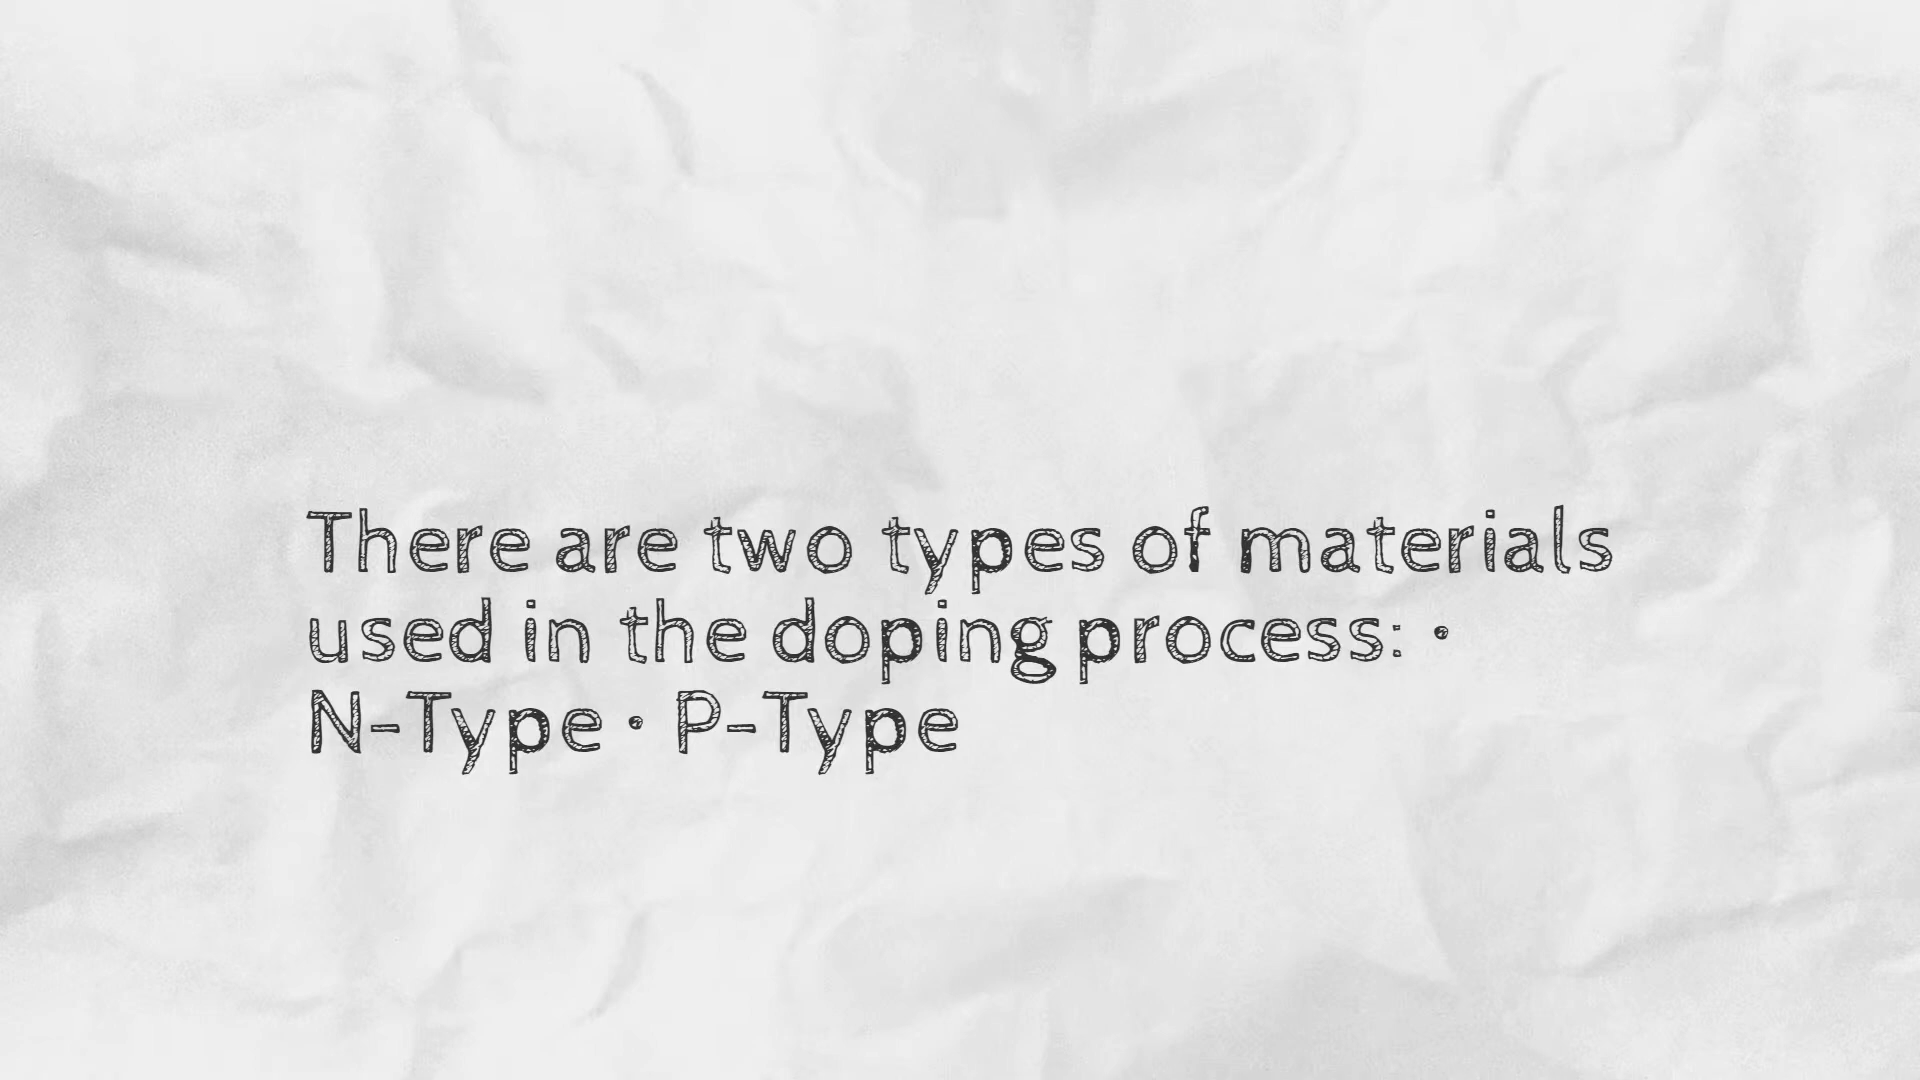 There are two types of materials
used in the doping process: •
N-Type • P-Type